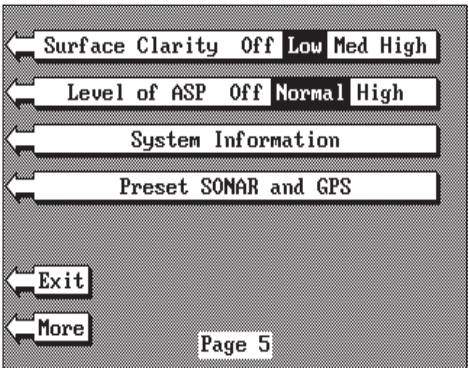 Surface Clarity Off Low Med High
Level of ASP Off Normal High
System Information
Preset SONAR and GPS
Exit
More
Page 5